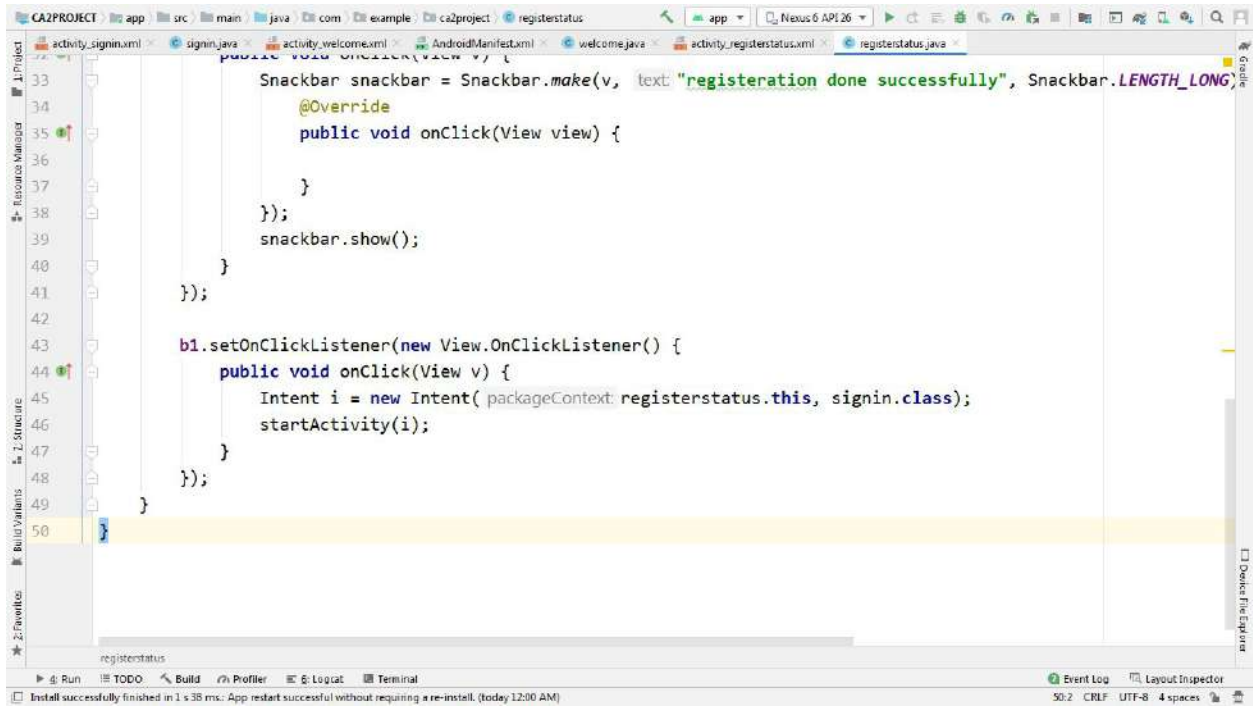 CA2PROJECT app src main java com example ca2project registerstatus app Nexus 6 API 26
activity_signin.xml signin.java activity_welcome.xml AndroidManifest.xml welcome.java activity_registerstatus.xml registerstatus.java
1: Project
Resource Manager
Z: Structure
Build Variants
2: Favorites
public void onClick(View v) {
33 Snackbar snackbar = Snackbar.make(v, text: "registeration done successfully", Snackbar.LENGTH_LONG)
34 @Override
35 public void onClick(View view) {
36
37 }
38 });
39 snackbar.show();
40 }
41 });
42
43 b1.setOnClickListener(new View.OnClickListener() {
44 public void onClick(View v) {
45 Intent i = new Intent( packageContext: registerstatus.this, signin.class);
46 startActivity(i);
47 }
48 });
49 }
50 }
Gradle
Device File Explorer
registerstatus
4: Run TODO Build Profiler 6: Logcat Terminal Event Log Layout Inspector
Install successfully finished in 1 s 38 ms.: App restart successful without requiring a re-install. (today 12:00 AM) 50:2 CRLF UTF-8 4 spaces